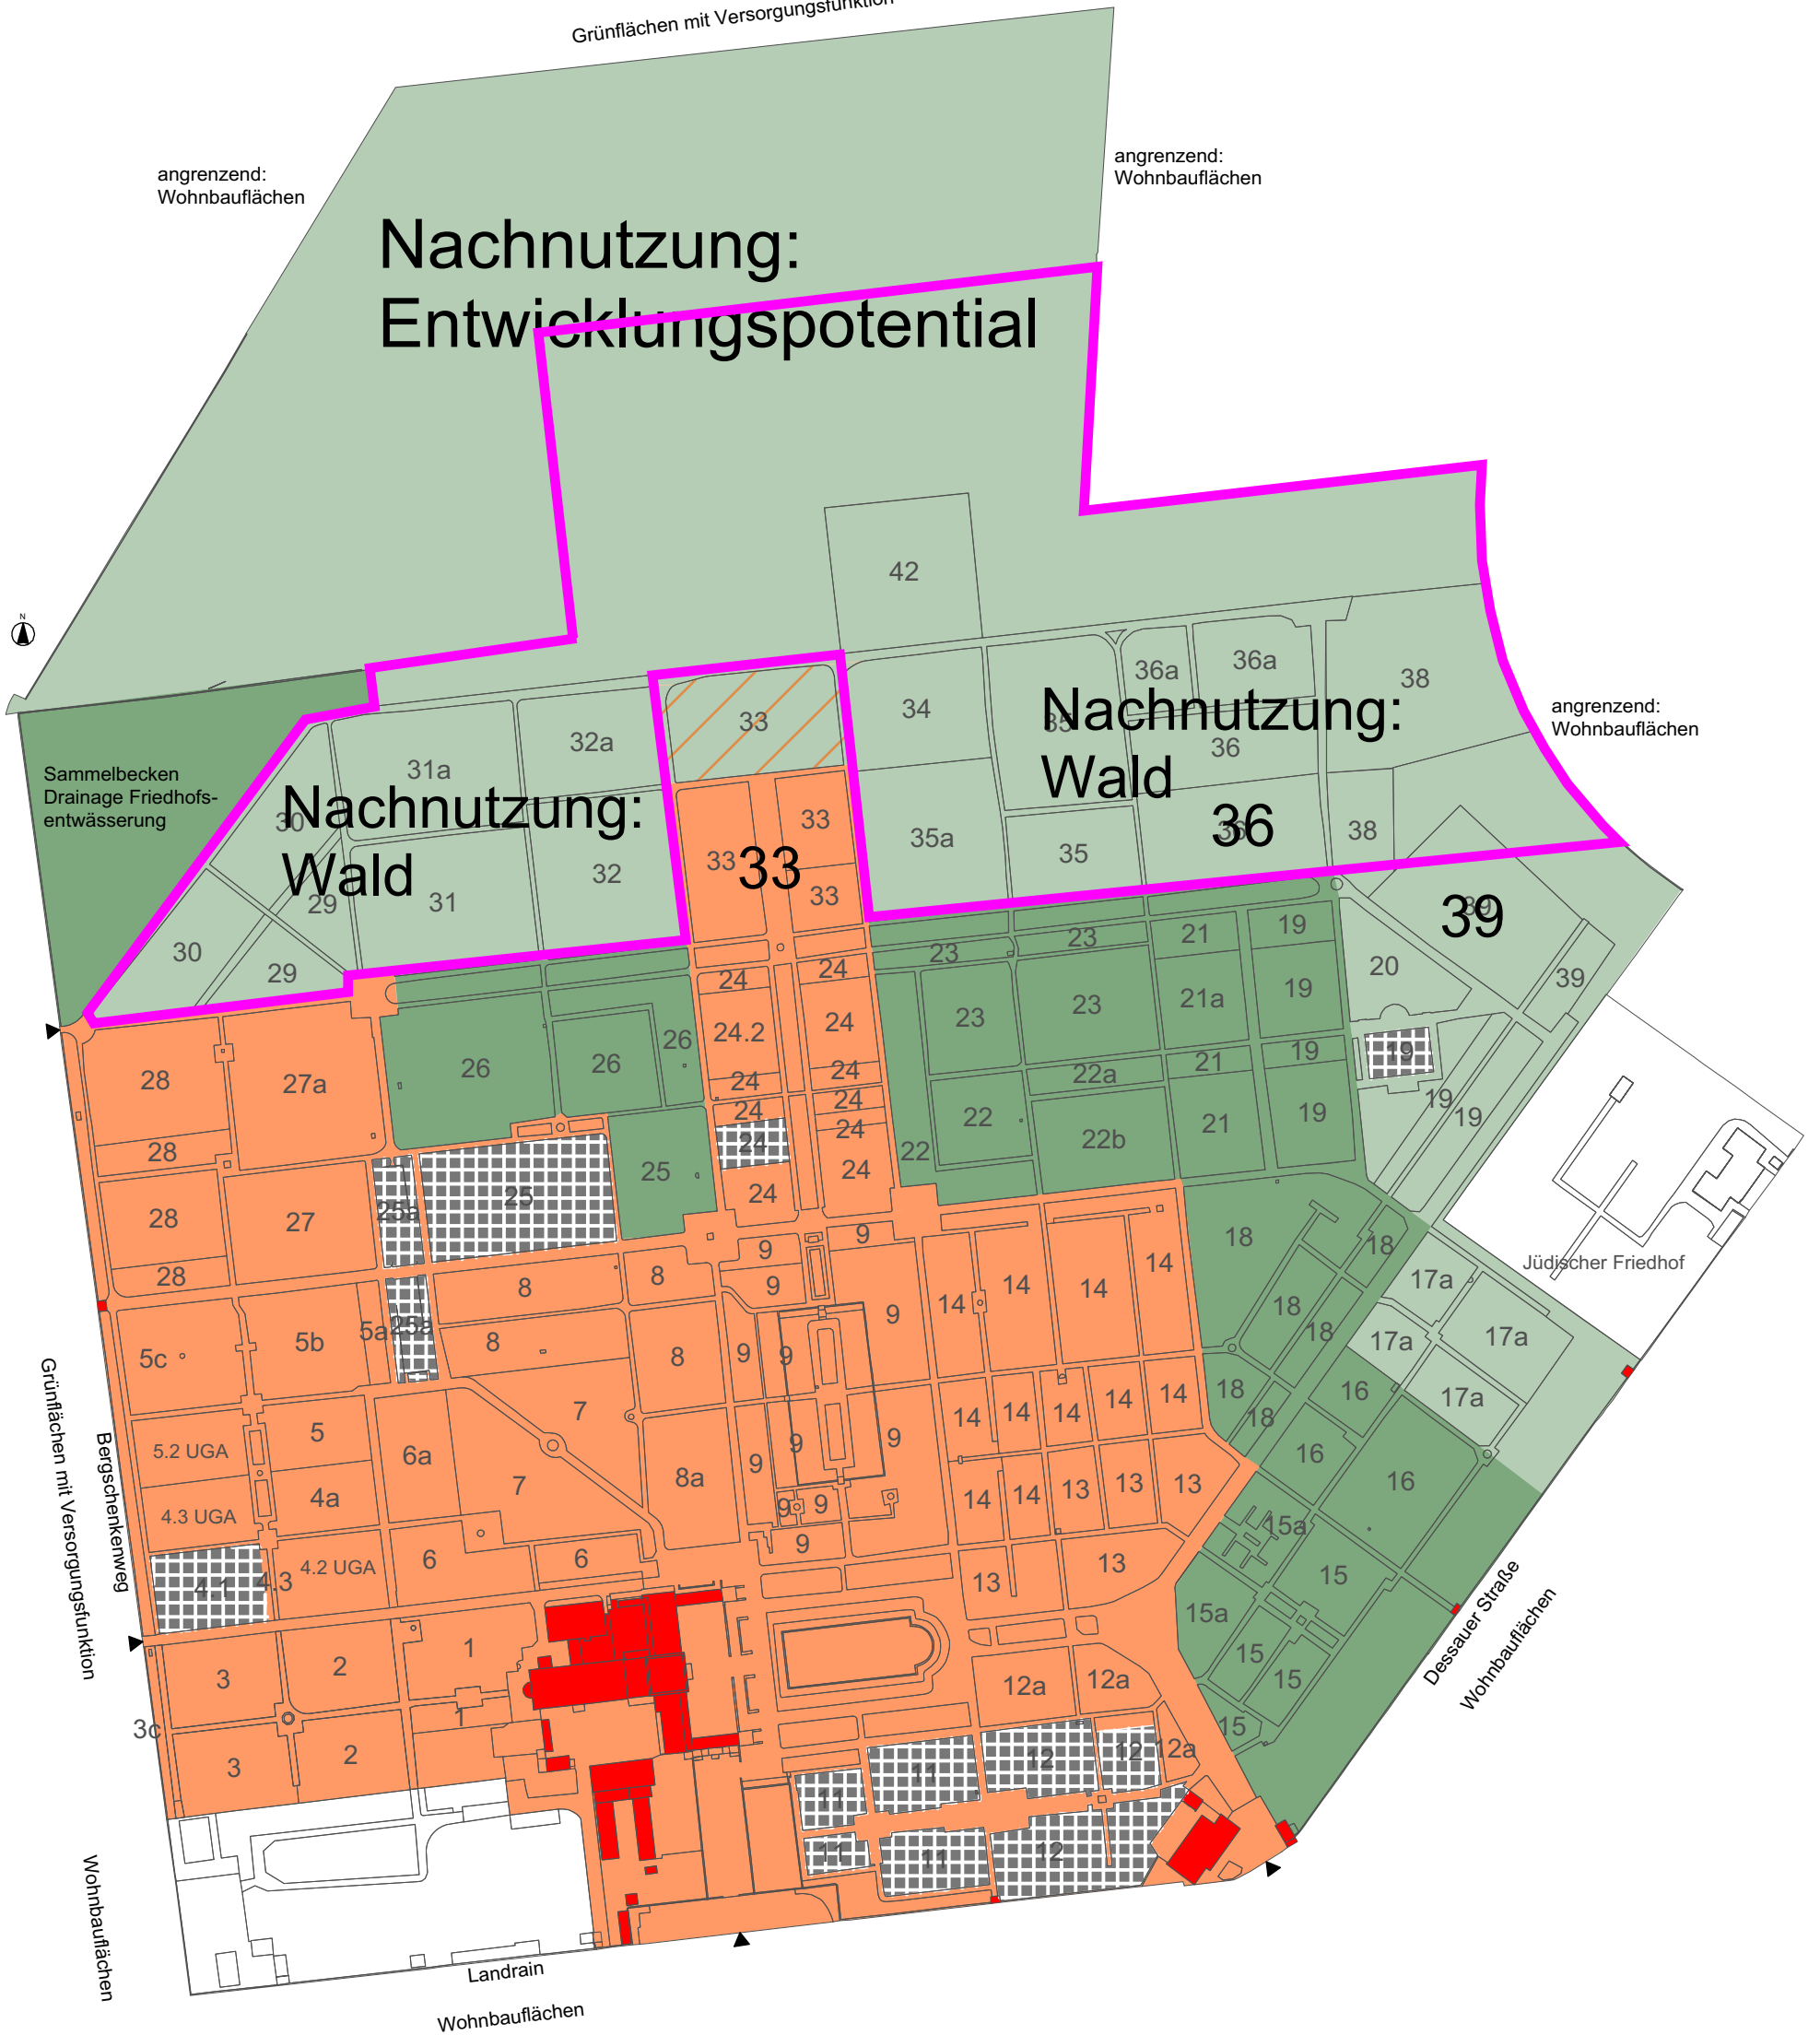 Grünflächen mit Versorgungsfunktion
angrenzend:
Wohnbauflächen
angrenzend:
Wohnbauflächen
Nachnutzung:
Entwicklungspotential
42
N
36a
36a
38
34
35
33
32a
31a
Nachnutzung:
Wald
36
angrenzend:
Wohnbauflächen
Sammelbecken
Drainage Friedhofs-
entwässerung
Nachnutzung:
Wald
30
33
33
33
33
35a
35
36
36
38
32
31
29
30
29
39
39
39
20
23
23
21
19
24
24
23
23
21a
19
24.2
24
26
26
26
28
27a
24
24
22a
21
19
19
19
19
24
24
24
24
22
22
22b
21
19
28
25
24
24
28
27
25a
25
28
18
18
Jüdischer Friedhof
9
9
9
8
8
14
14
14
14
17a
17a
17a
17a
18
18
5c
5b
5a
25a
8
8
9
9
9
16
18
18
14
14
14
14
14
5
5.2 UGA
6a
7
7
8a
9
9
9
16
16
4a
4.3 UGA
9
9
14
14
13
13
13
15a
Bergschenkenweg
Grünflächen mit Versorgungsfunktion
4.1
4.3
4.2 UGA
6
6
9
13
13
15
15a
15
15
15
Dessauer Straße
Wohnbauflächen
3
2
1
12a
12a
3c
1
3
2
11
11
12
12
12a
11
11
12
Wohnbauflächen
Landrain
Wohnbauflächen